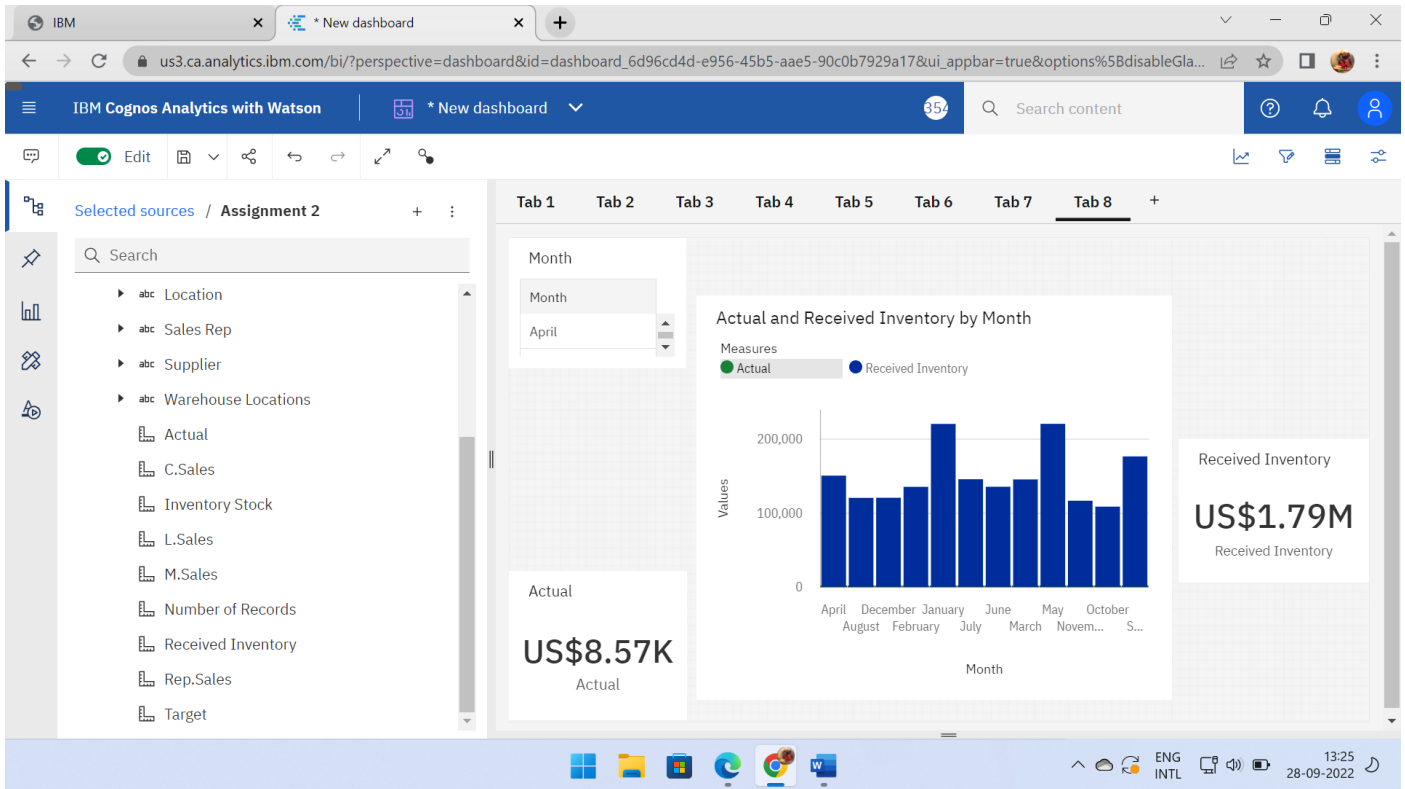 IBM
* New dashboard
us3.ca.analytics.ibm.com/bi/?perspective=dashboard&id=dashboard_6d96cd4d-e956-45b5-aae5-90c0b7929a17&ui_appbar=true&options%5BdisableGla...
IBM Cognos Analytics with Watson
* New dashboard
354
Search content
Edit
Selected sources / Assignment 2
Search
abc Location
abc Sales Rep
abc Supplier
abc Warehouse Locations
Actual
C.Sales
Inventory Stock
L.Sales
M.Sales
Number of Records
Received Inventory
Rep.Sales
Target
Tab 1 Tab 2 Tab 3 Tab 4 Tab 5 Tab 6 Tab 7 Tab 8
Month
Month
April
Actual
US$8.57K
Actual
Actual and Received Inventory by Month
Measures
Actual Received Inventory
Values
200,000
100,000
0
April December January June May October
August February July March Novem... S...
Month
Received Inventory
US$1.79M
Received Inventory
W
ENG
INTL
13:25
28-09-2022